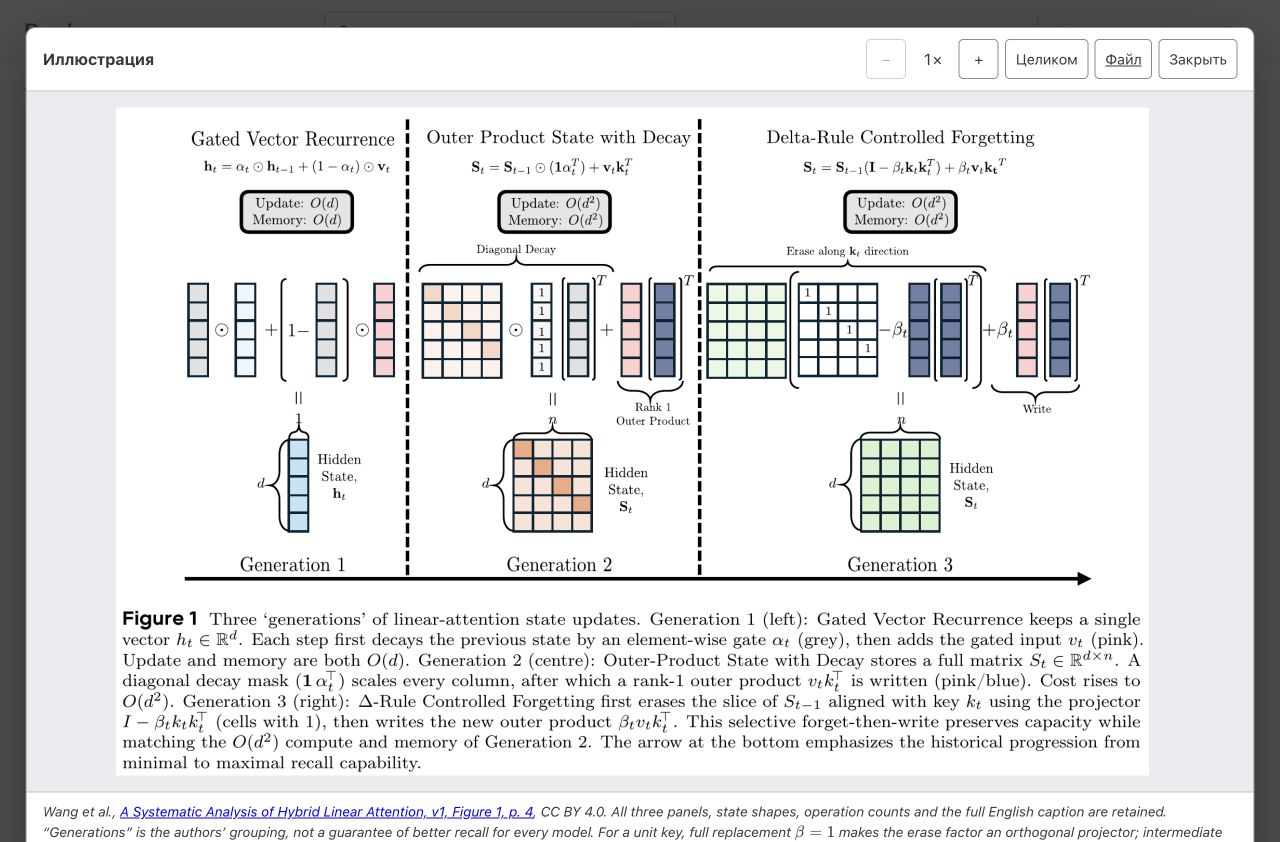 Иллюстрация
−
1×
+
Целиком
Файл
Закрыть
Gated Vector Recurrence
h_t = α_t ⊙ h_{t−1} + (1 − α_t) ⊙ v_t
Update: O(d)
Memory: O(d)
⊙ + 1− ⊙
||
1
d
Hidden
State,
h_t
Generation 1
Outer Product State with Decay
S_t = S_{t−1} ⊙ (1α_t^T) + v_t k_t^T
Update: O(d²)
Memory: O(d²)
Diagonal Decay
⊙ 1 1 1 1 1 T + T
Rank 1
Outer Product
||
n
d
Hidden
State,
S_t
Generation 2
Delta-Rule Controlled Forgetting
S_t = S_{t−1}(I − β_t k_t k_t^T) + β_t v_t k_t^T
Update: O(d²)
Memory: O(d²)
Erase along k_t direction
1 1 1 1 −β_t T +β_t T
Write
||
n
d
Hidden
State,
S_t
Generation 3
Figure 1 Three ‘generations’ of linear-attention state updates. Generation 1 (left): Gated Vector Recurrence keeps a single
vector h_t ∈ ℝ^d. Each step first decays the previous state by an element-wise gate α_t (grey), then adds the gated input v_t (pink).
Update and memory are both O(d). Generation 2 (centre): Outer-Product State with Decay stores a full matrix S_t ∈ ℝ^{d×n}. A
diagonal decay mask (1 α_t^⊤) scales every column, after which a rank-1 outer product v_t k_t^⊤ is written (pink/blue). Cost rises to
O(d²). Generation 3 (right): Δ-Rule Controlled Forgetting first erases the slice of S_{t−1} aligned with key k_t using the projector
I − β_t k_t k_t^⊤ (cells with 1), then writes the new outer product β_t v_t k_t^⊤. This selective forget-then-write preserves capacity while
matching the O(d²) compute and memory of Generation 2. The arrow at the bottom emphasizes the historical progression from
minimal to maximal recall capability.
Wang et al., A Systematic Analysis of Hybrid Linear Attention, v1, Figure 1, p. 4, CC BY 4.0. All three panels, state shapes, operation counts and the full English caption are retained.
“Generations” is the authors’ grouping, not a guarantee of better recall for every model. For a unit key, full replacement β = 1 makes the erase factor an orthogonal projector; intermediate